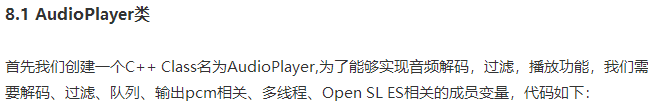 8.1 AudioPlayer类
首先我们创建一个C++ Class名为AudioPlayer,为了能够实现音频解码，过滤，播放功能，我们需
要解码、过滤、队列、输出pcm相关、多线程、Open SL ES相关的成员变量，代码如下：